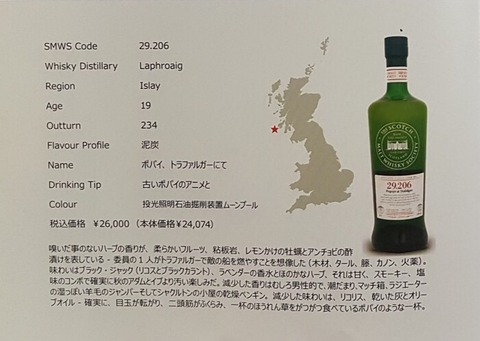 SMWS Code 29.206
Whisky Distillery Laphroaig
Region Islay
Age 19
Outturn 234
Flavour Profile 泥炭
Name ポパイ、トラファルガーにて
Drinking Tip 古いポパイのアニメと
Colour 投光照明石油掘削装置ムーンプール
税込価格 ¥26,000 (本体価格¥24,074)
嗅いだ事のないハーブの香りが、柔らかいフルーツ、粘板岩、レモンかけの牡蠣とアンチョビの酢
漬けを表している - 委員の1人がトラファルガーで敵の船を燃やすことを想像した (木材、タール、藤、カノン、火薬)。
味わいはブラック・ジャック (リコスとブラックカラント)、ラベンダーの香水とほのかなハーブ、それは甘く、スモーキー、塩
味のコンボで確実に秋のアダムとイブより汚い楽しみだ。減少した香りはむしろ男性的で、潮だまり、マッチ箱、ラジエーター
の湿っぽい羊毛のジャンパーそしてシャクルトンの小屋の乾燥ペンギン。減少した味わいは、リコリス、乾いた灰とオリー
ブオイル - 確実に、目玉が転がり、二頭筋がふくらみ、一杯のほうれん草をがつがつ食べているポパイのような一杯。
THE SCOTCH
MALT WHISKY SOCIETY
29.206